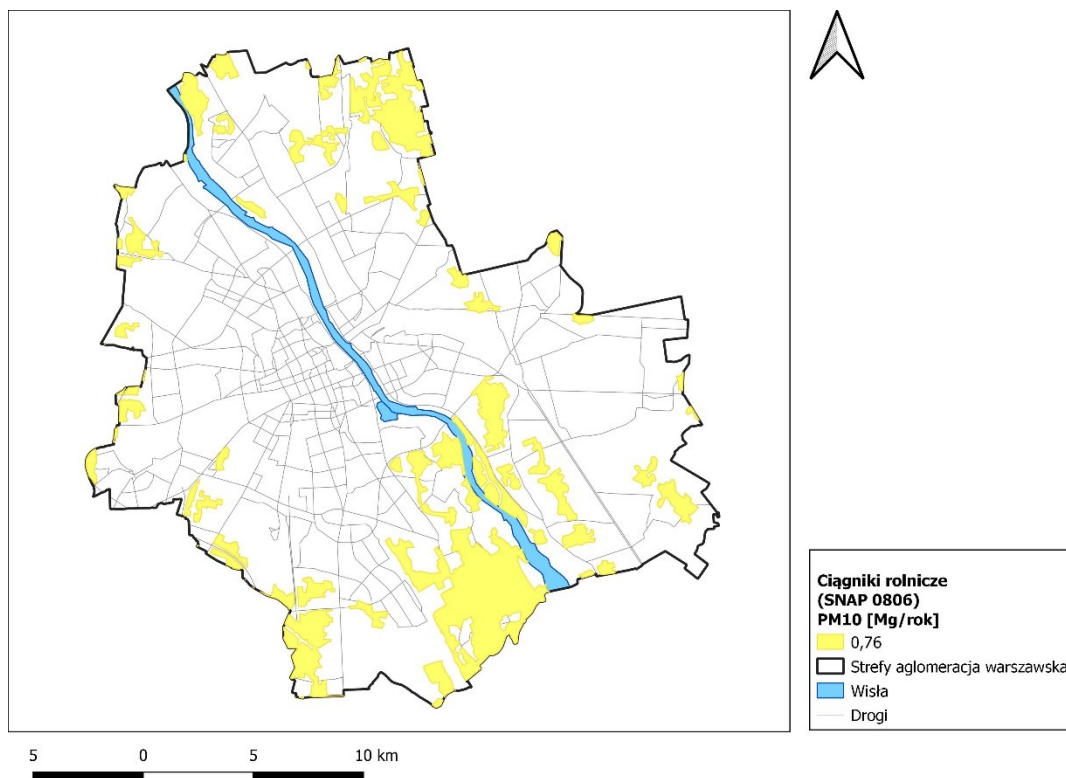 Ciągniki rolnicze
(SNAP 0806)
PM10 [Mg/rok]
0,76
Strefy aglomeracja warszawska
Wisła
Drogi
5 0 5 10 km